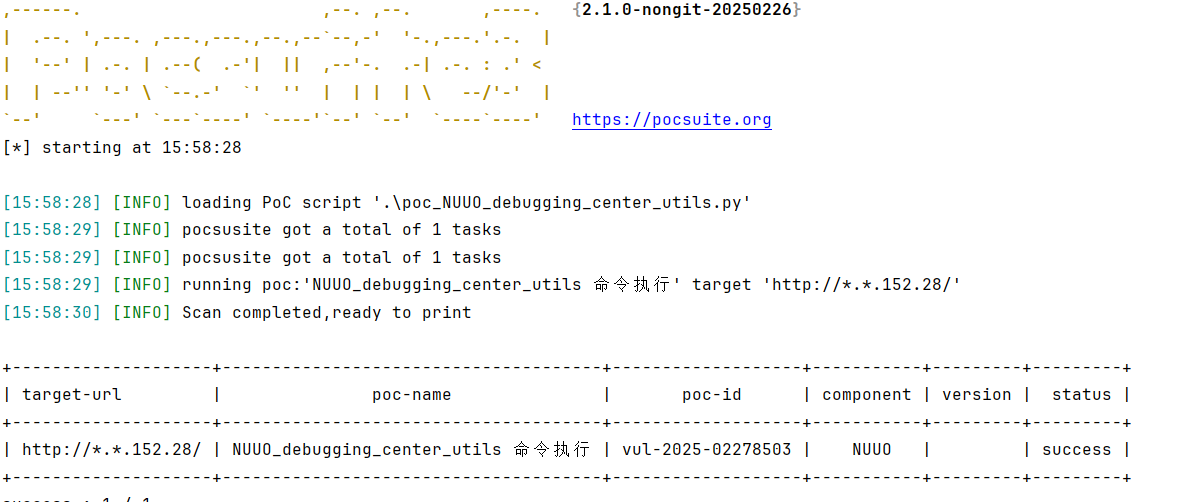 ,------.                        ,--. ,--.       ,----.   {2.1.0-nongit-20250226}
|  .--. ',---. ,---.,---.,--.,--`--,-'  '-.,---.'.-.  |
|  '--' | .-. | .--(  .-'|  ||  ,--'-.  .-| .-. : .' <
|  | --'' '-' \ `--.-'  `'  ''  |  | |  | \   --/'-'  |
`--'     `---' `---`----' `----'`--' `--'  `----`----'   https://pocsuite.org
[*] starting at 15:58:28
[15:58:28] [INFO] loading PoC script '.\poc_NUUO_debugging_center_utils.py'
[15:58:29] [INFO] pocsusite got a total of 1 tasks
[15:58:29] [INFO] pocsusite got a total of 1 tasks
[15:58:29] [INFO] running poc:'NUUO_debugging_center_utils 命令执行' target 'http://*.*.152.28/'
[15:58:30] [INFO] Scan completed,ready to print
+--------------------+--------------------------------------+-------------------+-----------+---------+---------+
| target-url         |               poc-name               |       poc-id      | component | version |  status |
+--------------------+--------------------------------------+-------------------+-----------+---------+---------+
| http://*.*.152.28/ | NUUO_debugging_center_utils 命令执行 | vul-2025-02278503 |    NUUO   |         | success |
+--------------------+--------------------------------------+-------------------+-----------+---------+---------+
success : 1 / 1